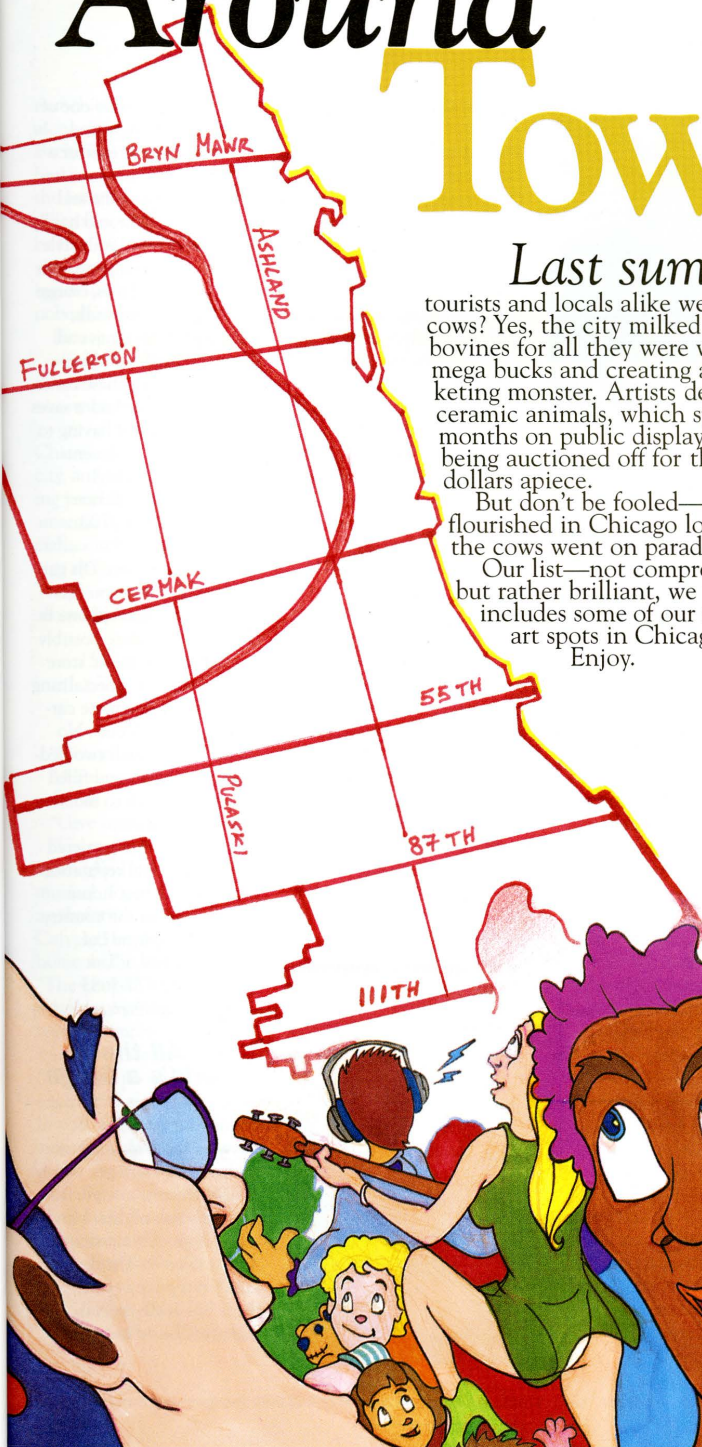 Around
Tow
BRYN MAWR
ASHLAND
FULLERTON
CERMAK
55TH
PULASKI
87TH
111TH
Last sum
tourists and locals alike we
cows? Yes, the city milked
bovines for all they were
mega bucks and creating a
keting monster. Artists de
ceramic animals, which s
months on public display
being auctioned off for th
dollars apiece.
But don't be fooled—
flourished in Chicago lo
the cows went on parad
Our list—not compre
but rather brilliant, we
includes some of our
art spots in Chicag
Enjoy.